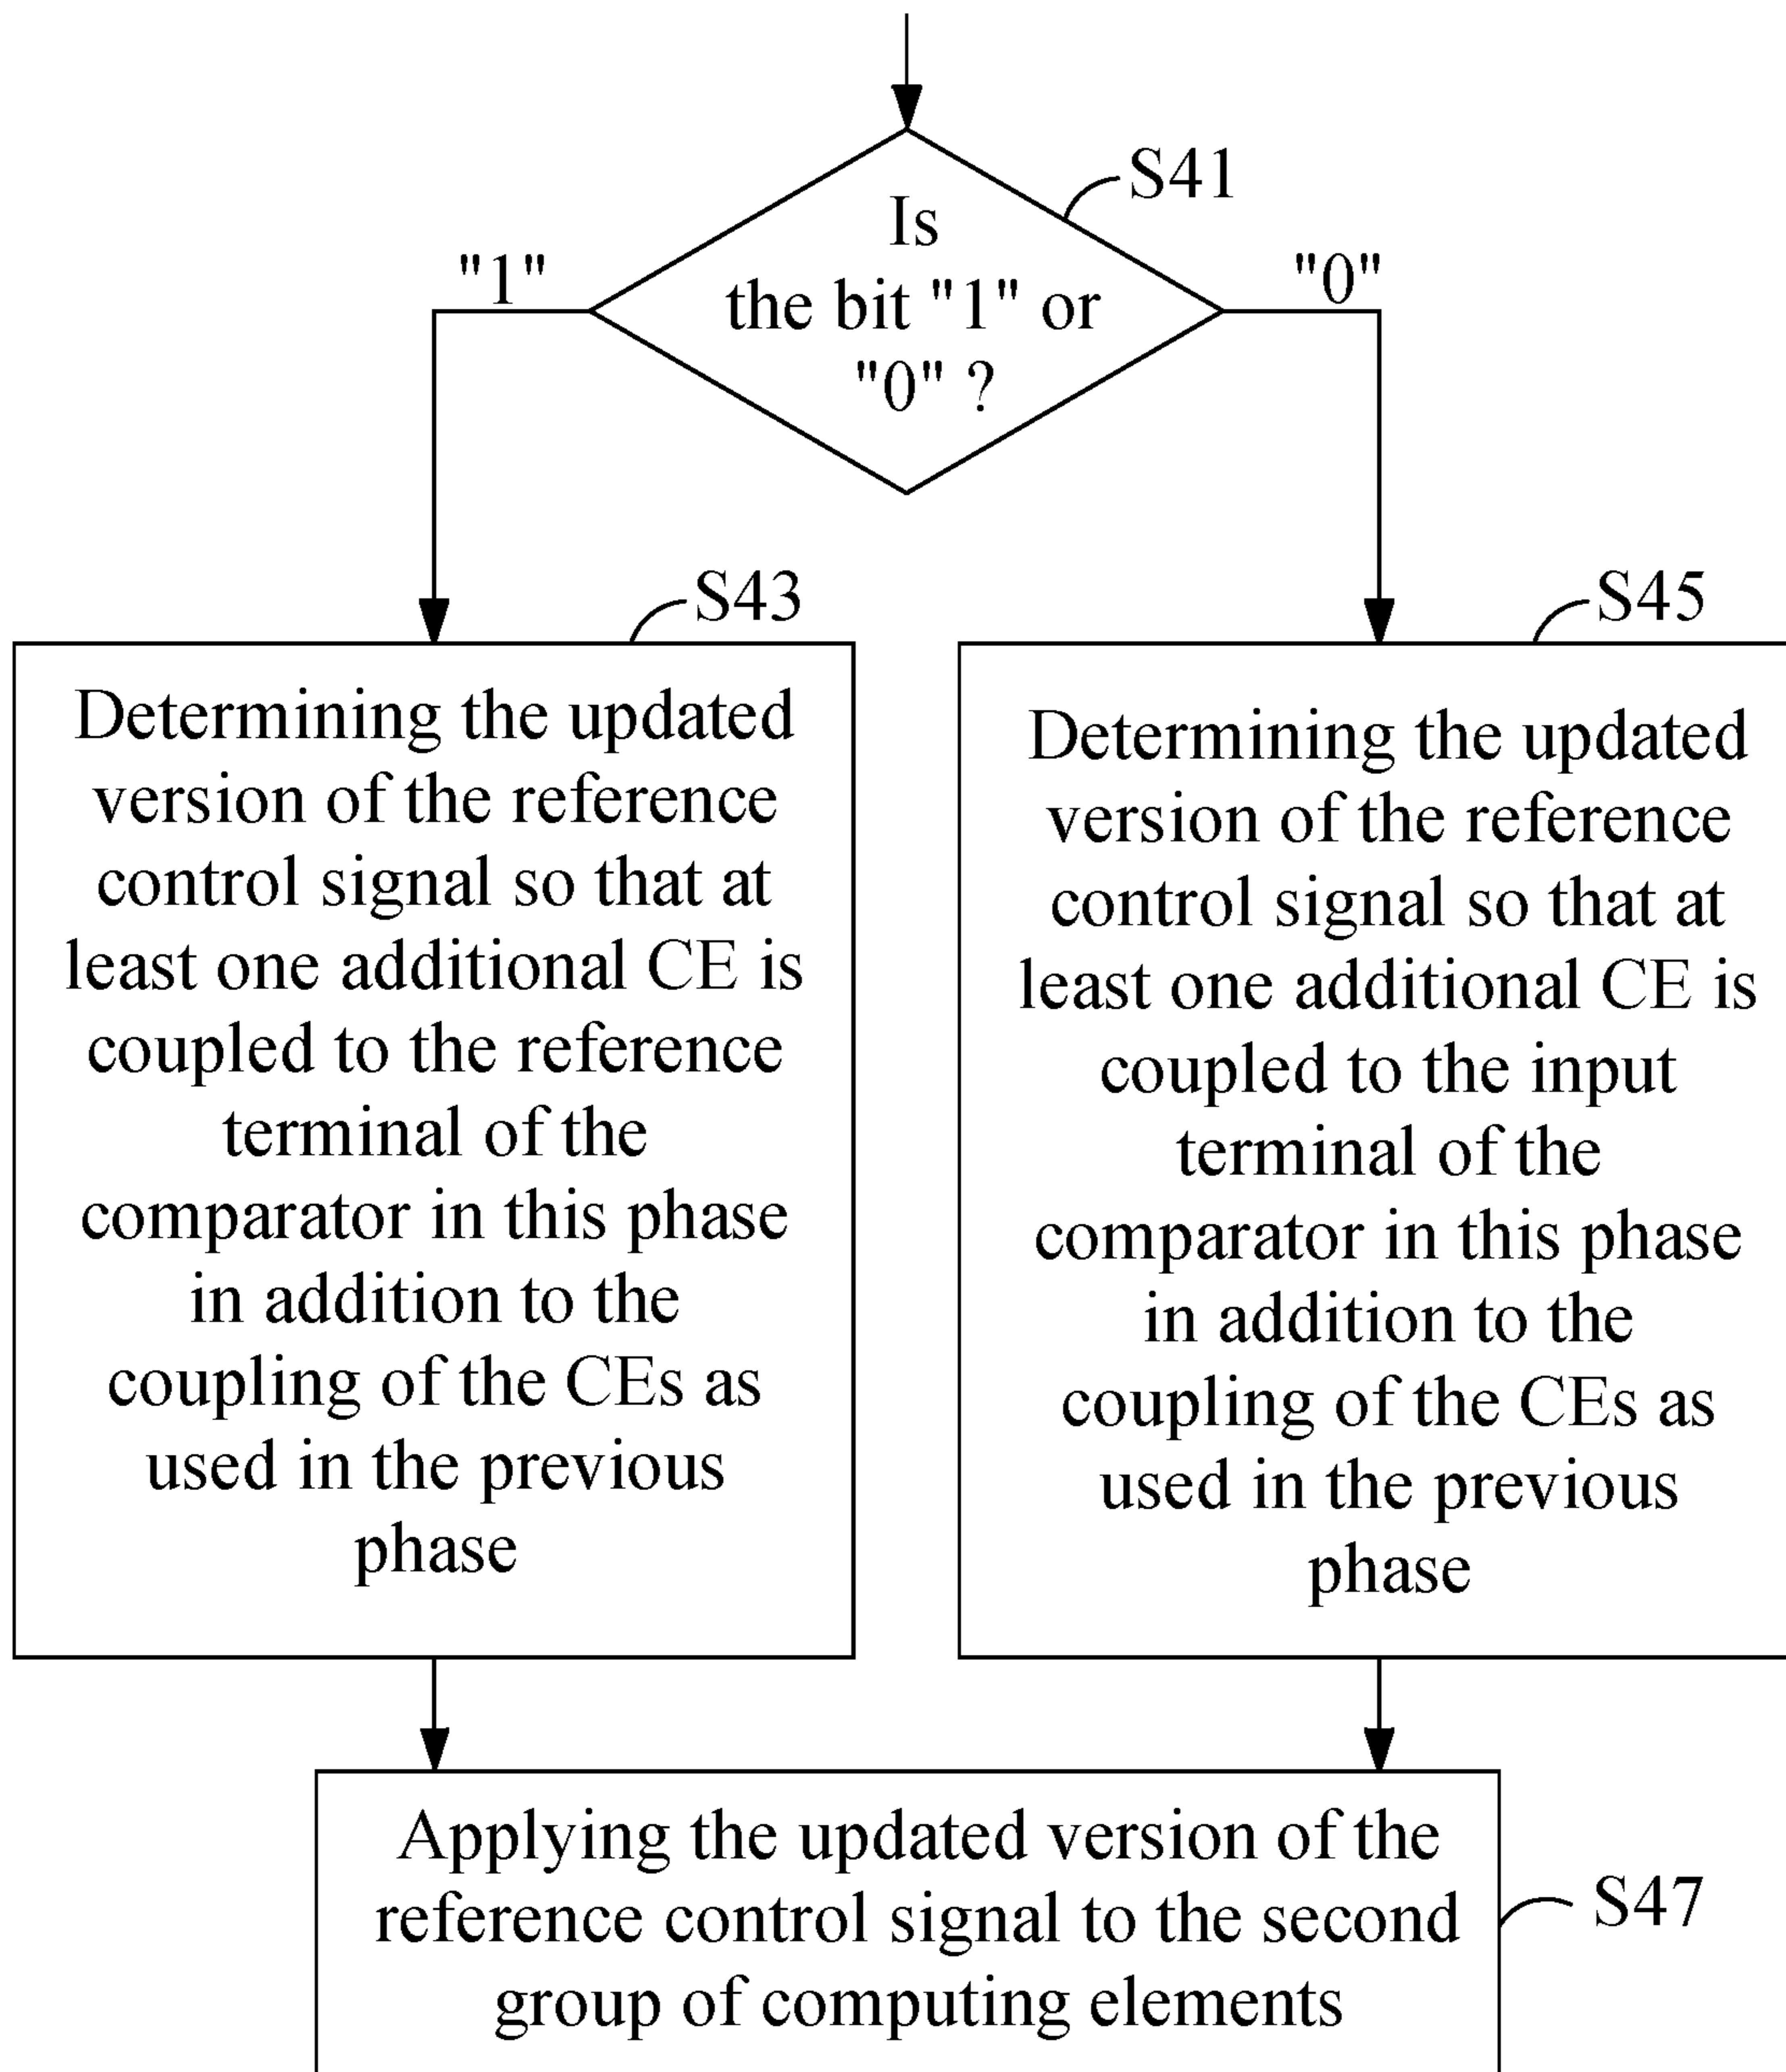 S41
Is
the bit "1" or
"0" ?
"1"
"0"
S43
Determining the updated
version of the reference
control signal so that at
least one additional CE is
coupled to the reference
terminal of the
comparator in this phase
in addition to the
coupling of the CEs as
used in the previous
phase
S45
Determining the updated
version of the reference
control signal so that at
least one additional CE is
coupled to the input
terminal of the
comparator in this phase
in addition to the
coupling of the CEs as
used in the previous
phase
Applying the updated version of the
reference control signal to the second
group of computing elements
S47